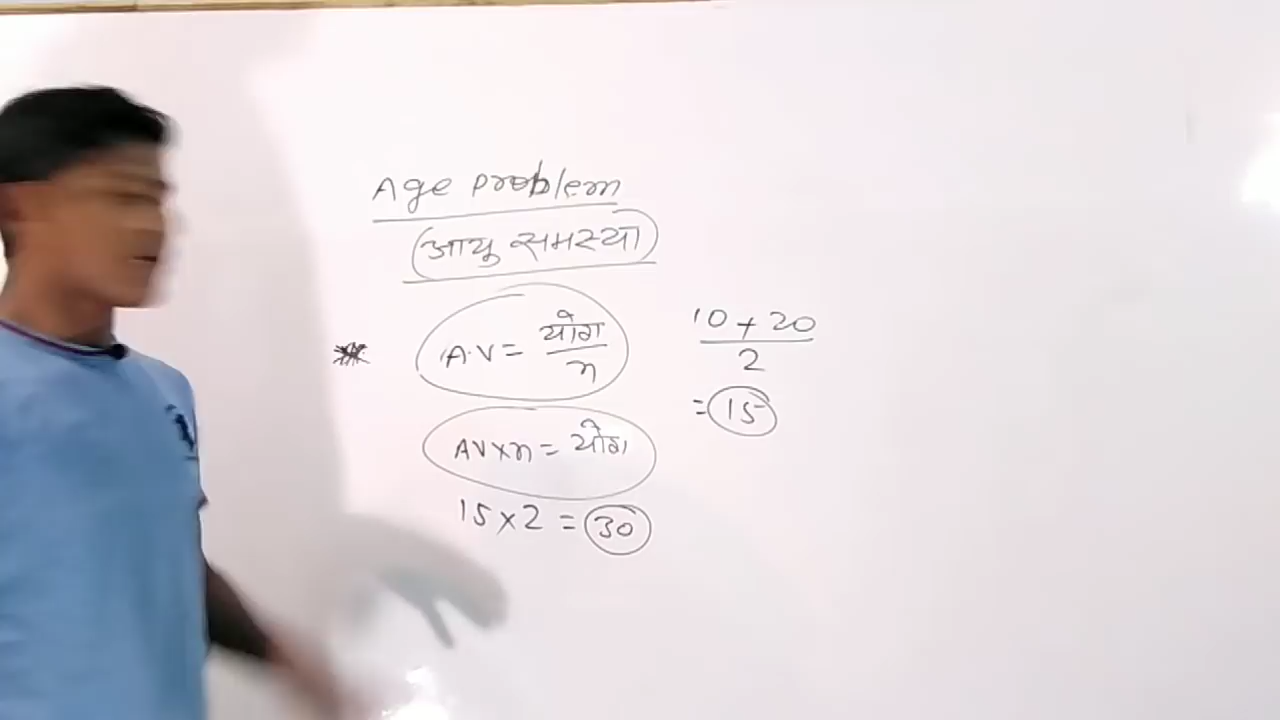 Age problem
(आयु समस्या)
A.V = योग/n
10 + 20/2
= 15
AV×n = योग
15 × 2 = 30